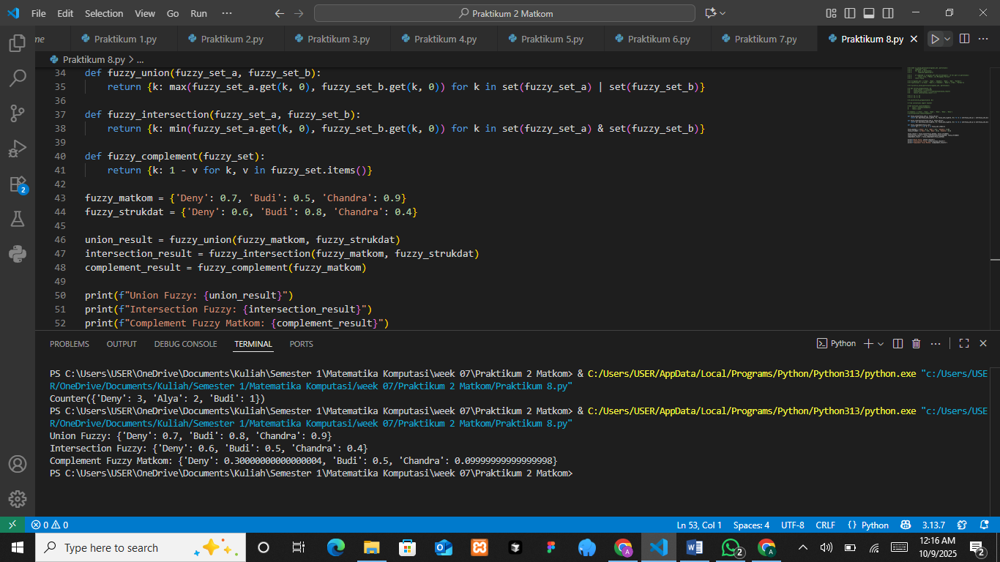 File Edit Selection View Go Run ··· Praktikum 2 Matkom
me Praktikum 1.py Praktikum 2.py Praktikum 3.py Praktikum 4.py Praktikum 5.py Praktikum 6.py Praktikum 7.py Praktikum 8.py
Praktikum 8.py > ...
34 def fuzzy_union(fuzzy_set_a, fuzzy_set_b):
35     return {k: max(fuzzy_set_a.get(k, 0), fuzzy_set_b.get(k, 0)) for k in set(fuzzy_set_a) | set(fuzzy_set_b)}
36
37 def fuzzy_intersection(fuzzy_set_a, fuzzy_set_b):
38     return {k: min(fuzzy_set_a.get(k, 0), fuzzy_set_b.get(k, 0)) for k in set(fuzzy_set_a) & set(fuzzy_set_b)}
39
40 def fuzzy_complement(fuzzy_set):
41     return {k: 1 - v for k, v in fuzzy_set.items()}
42
43 fuzzy_matkom = {'Deny': 0.7, 'Budi': 0.5, 'Chandra': 0.9}
44 fuzzy_strukdat = {'Deny': 0.6, 'Budi': 0.8, 'Chandra': 0.4}
45
46 union_result = fuzzy_union(fuzzy_matkom, fuzzy_strukdat)
47 intersection_result = fuzzy_intersection(fuzzy_matkom, fuzzy_strukdat)
48 complement_result = fuzzy_complement(fuzzy_matkom)
49
50 print(f"Union Fuzzy: {union_result}")
51 print(f"Intersection Fuzzy: {intersection_result}")
52 print(f"Complement Fuzzy Matkom: {complement_result}")
2
PROBLEMS OUTPUT DEBUG CONSOLE TERMINAL PORTS Python
PS C:\Users\USER\OneDrive\Documents\Kuliah\Semester 1\Matematika Komputasi\week 07\Praktikum 2 Matkom> & C:/Users/USER/AppData/Local/Programs/Python/Python313/python.exe "c:/Users/USE
R/OneDrive/Documents/Kuliah/Semester 1/Matematika Komputasi/week 07/Praktikum 2 Matkom/Praktikum 8.py"
Counter({'Deny': 3, 'Alya': 2, 'Budi': 1})
PS C:\Users\USER\OneDrive\Documents\Kuliah\Semester 1\Matematika Komputasi\week 07\Praktikum 2 Matkom> & C:/Users/USER/AppData/Local/Programs/Python/Python313/python.exe "c:/Users/USE
R/OneDrive/Documents/Kuliah/Semester 1/Matematika Komputasi/week 07/Praktikum 2 Matkom/Praktikum 8.py"
Union Fuzzy: {'Deny': 0.7, 'Budi': 0.8, 'Chandra': 0.9}
Intersection Fuzzy: {'Deny': 0.6, 'Budi': 0.5, 'Chandra': 0.4}
Complement Fuzzy Matkom: {'Deny': 0.30000000000000004, 'Budi': 0.5, 'Chandra': 0.09999999999999998}
PS C:\Users\USER\OneDrive\Documents\Kuliah\Semester 1\Matematika Komputasi\week 07\Praktikum 2 Matkom>
0 0 Ln 53, Col 1 Spaces: 4 UTF-8 CRLF {} Python 3.13.7
Type here to search 2 12:16 AM
10/9/2025 2